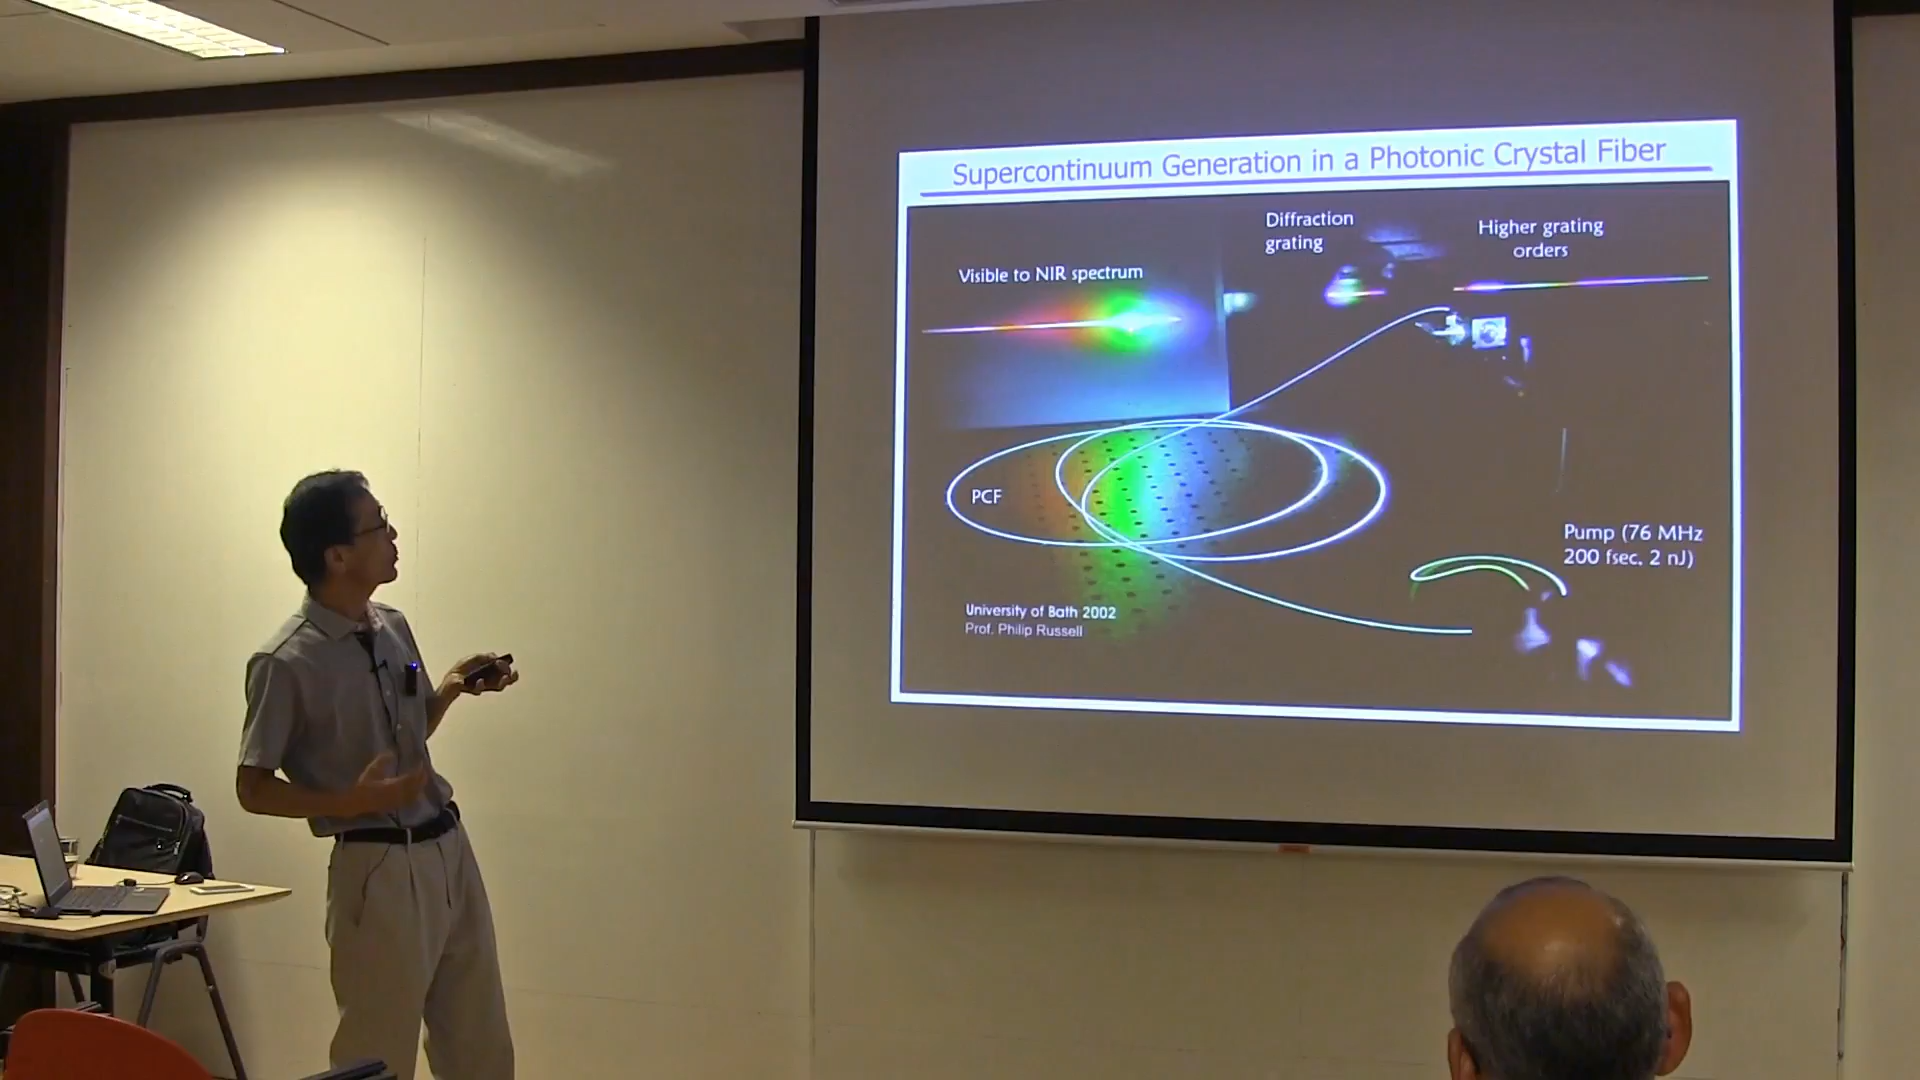 Supercontinuum Generation in a Photonic Crystal Fiber
Diffraction
grating
Higher grating
orders
Visible to NIR spectrum
PCF
Pump (76 MHz
200 fsec, 2 nJ)
University of Bath 2002
Prof. Philip Russell